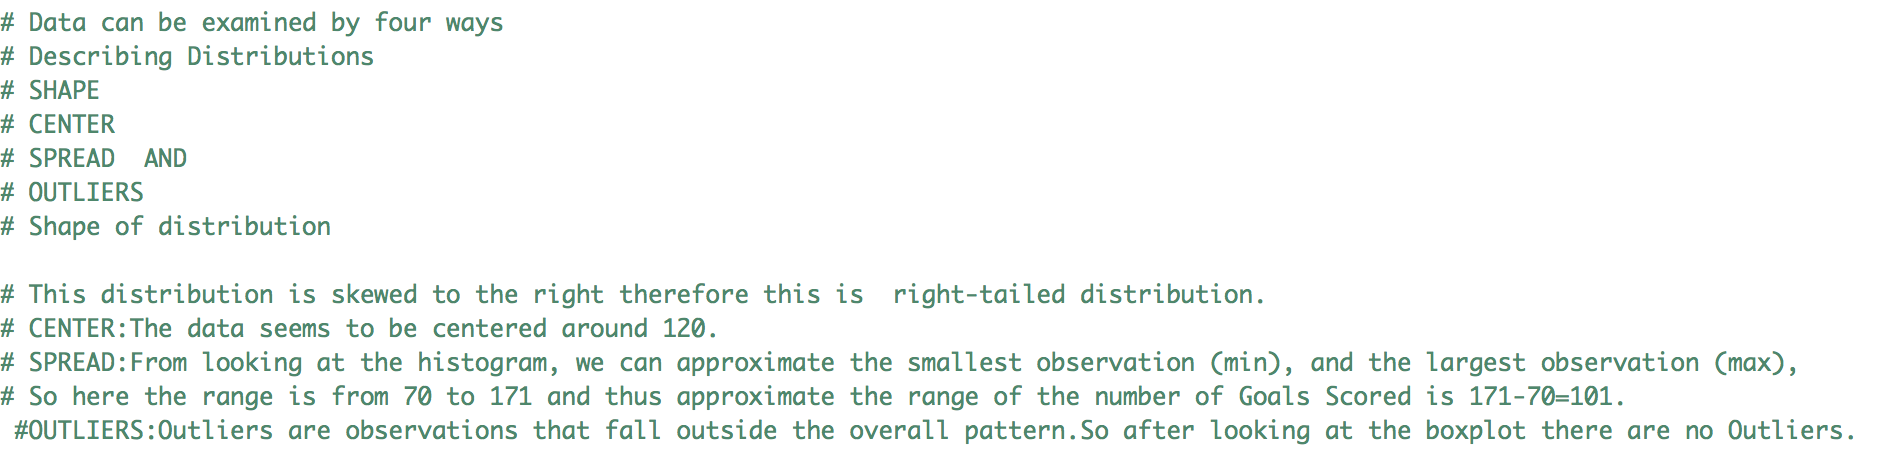 # Data can be examined by four ways
# Describing Distributions
# SHAPE
# CENTER
# SPREAD  AND
# OUTLIERS
# Shape of distribution

# This distribution is skewed to the right therefore this is  right-tailed distribution.
# CENTER:The data seems to be centered around 120.
# SPREAD:From looking at the histogram, we can approximate the smallest observation (min), and the largest observation (max),
# So here the range is from 70 to 171 and thus approximate the range of the number of Goals Scored is 171-70=101.
 #OUTLIERS:Outliers are observations that fall outside the overall pattern.So after looking at the boxplot there are no Outliers.